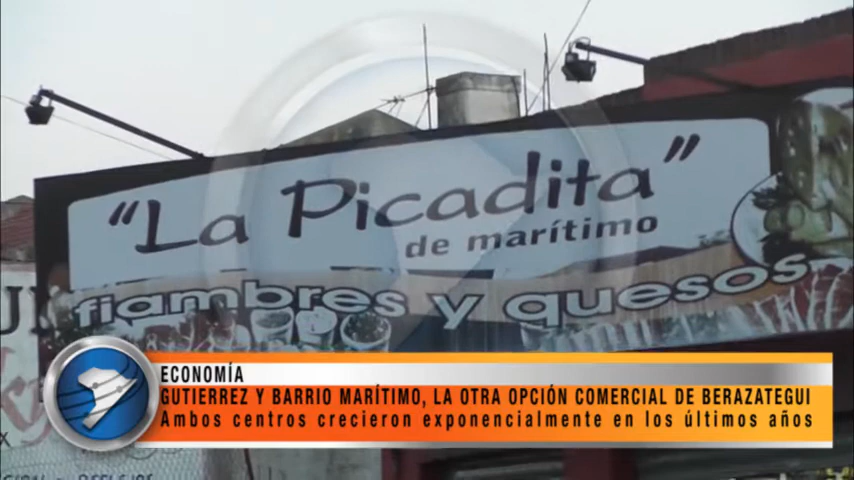 "La Picadita"
de marítimo
fiambres y quesos
ECONOMÍA
GUTIERREZ Y BARRIO MARÍTIMO, LA OTRA OPCIÓN COMERCIAL DE BERAZATEGUI
Ambos centros crecieron exponencialmente en los últimos años